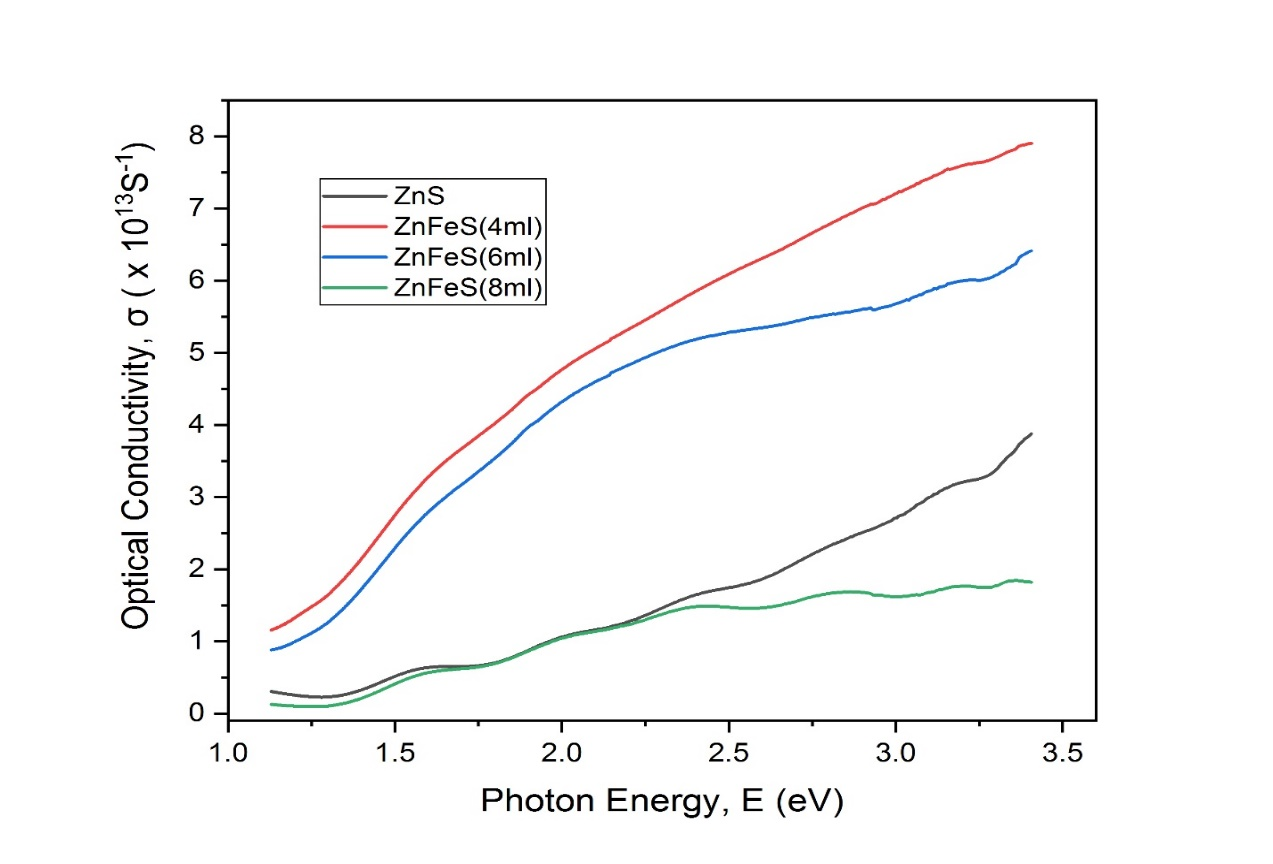 Optical Conductivity, σ ( x 10¹³S⁻¹)
8
7
6
5
4
3
2
1
0
ZnS
ZnFeS(4ml)
ZnFeS(6ml)
ZnFeS(8ml)
1.0 1.5 2.0 2.5 3.0 3.5
Photon Energy, E (eV)